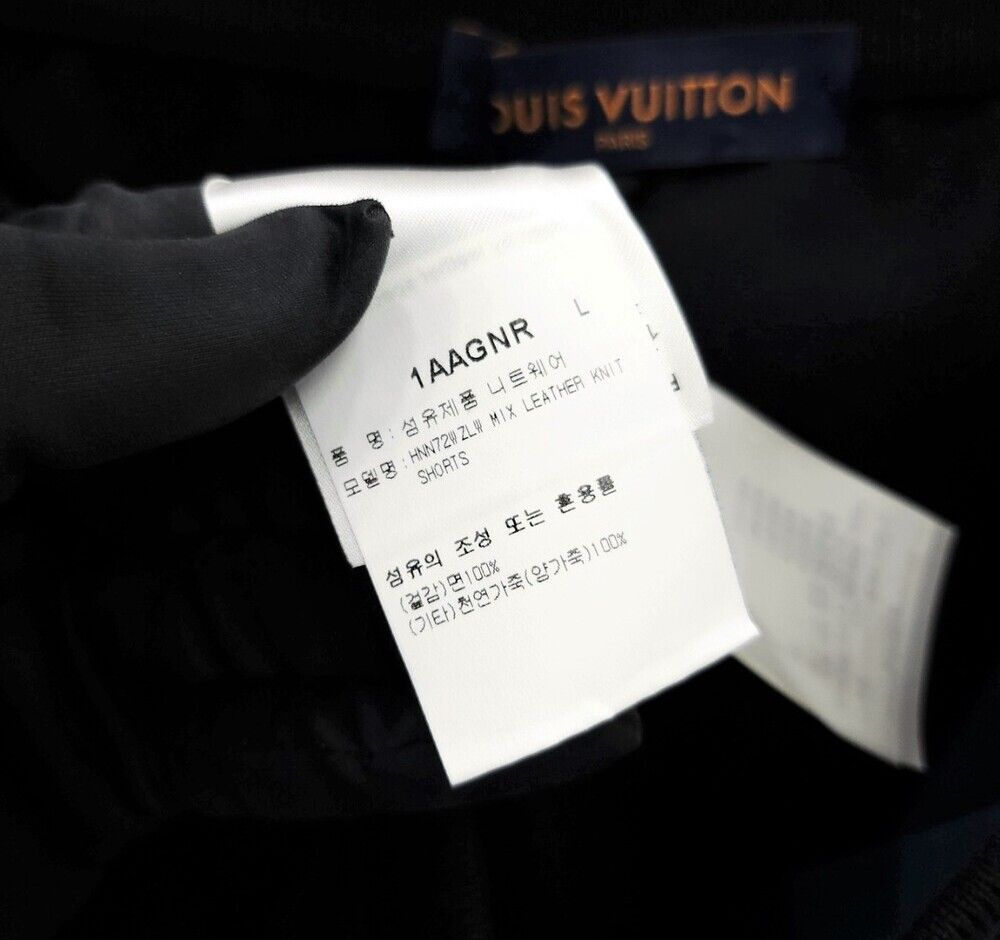 OUIS VUITTON
PARIS
1AAGNR L
품 명: 섬유제품 니트웨어
모델명: HNN72WZLW MIX LEATHER KNIT
SHORTS
섬유의 조성 또는 혼용률
(겉감)면100%
(기타)천연가죽(양가죽)100%